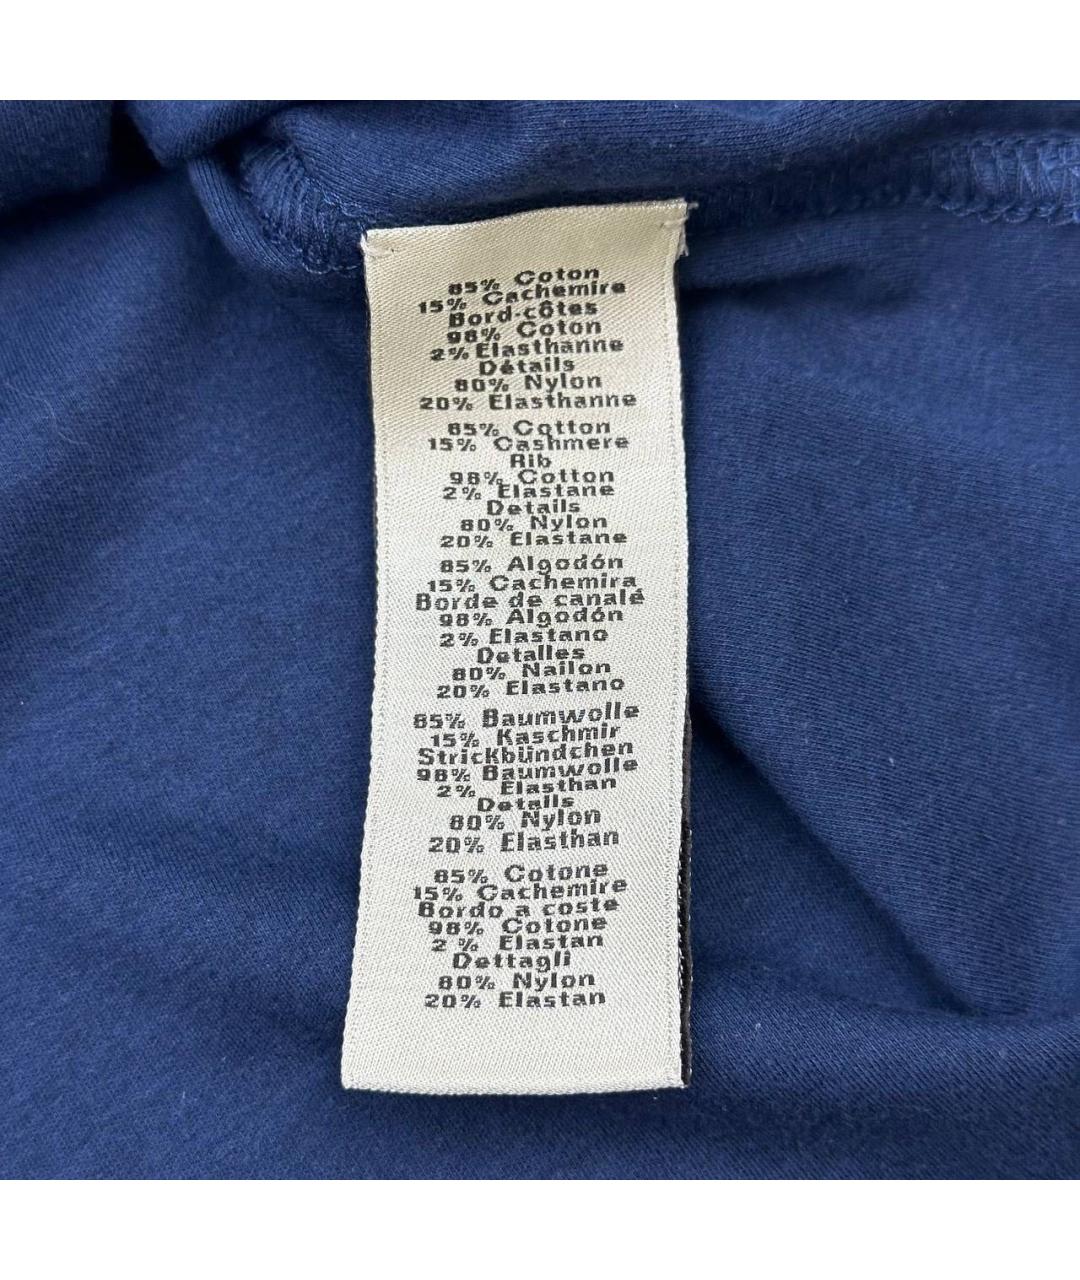 85% Coton
15% Cachemire
Bord-côtes
98% Coton
2% Elasthanne
Détails
80% Nylon
20% Elasthanne
85% Cotton
15% Cashmere
Rib
98% Cotton
2% Elastane
Details
80% Nylon
20% Elastane
85% Algodón
15% Cachemira
Borde de canalé
98% Algodón
2% Elastano
Detalles
80% Nailon
20% Elastano
85% Baumwolle
15% Kaschmir
Strickbündchen
98% Baumwolle
2% Elasthan
Details
80% Nylon
20% Elasthan
85% Cotone
15% Cachemire
Bordo a coste
98% Cotone
2 % Elastan
Dettagli
80% Nylon
20% Elastan